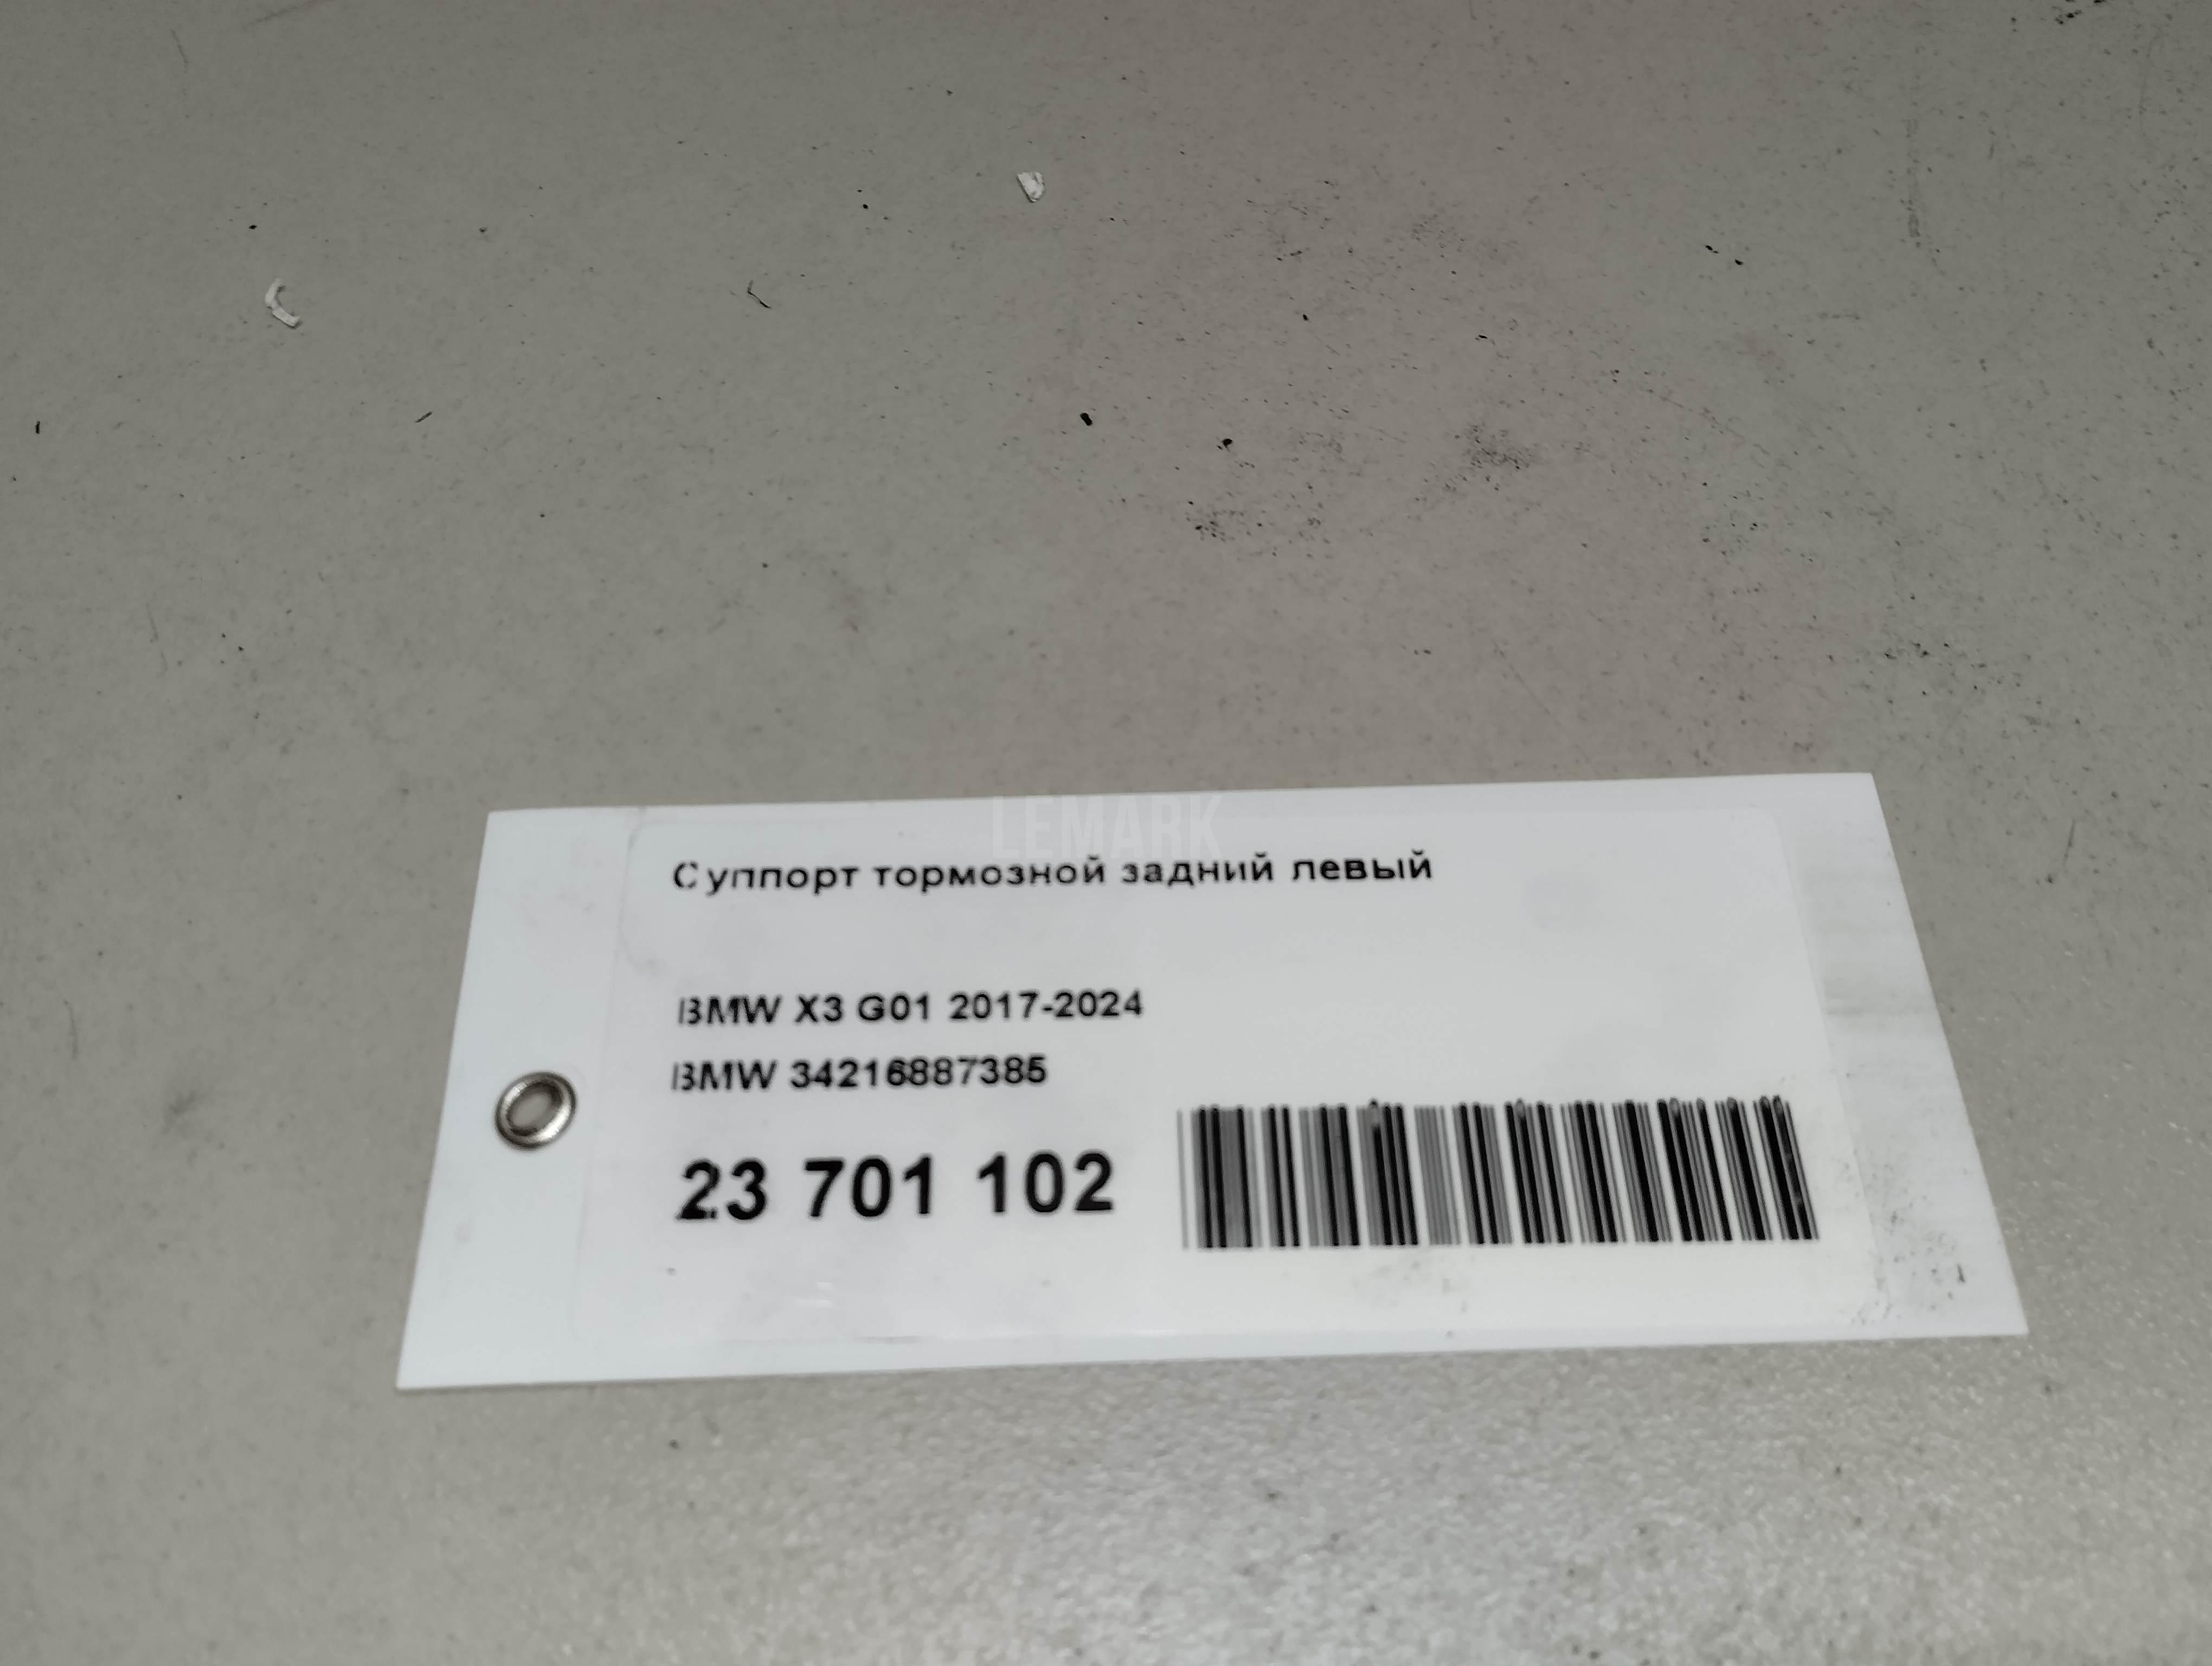 LEMARK
Суппорт тормозной задний левый
BMW X3 G01 2017-2024
BMW 34216887385
23 701 102